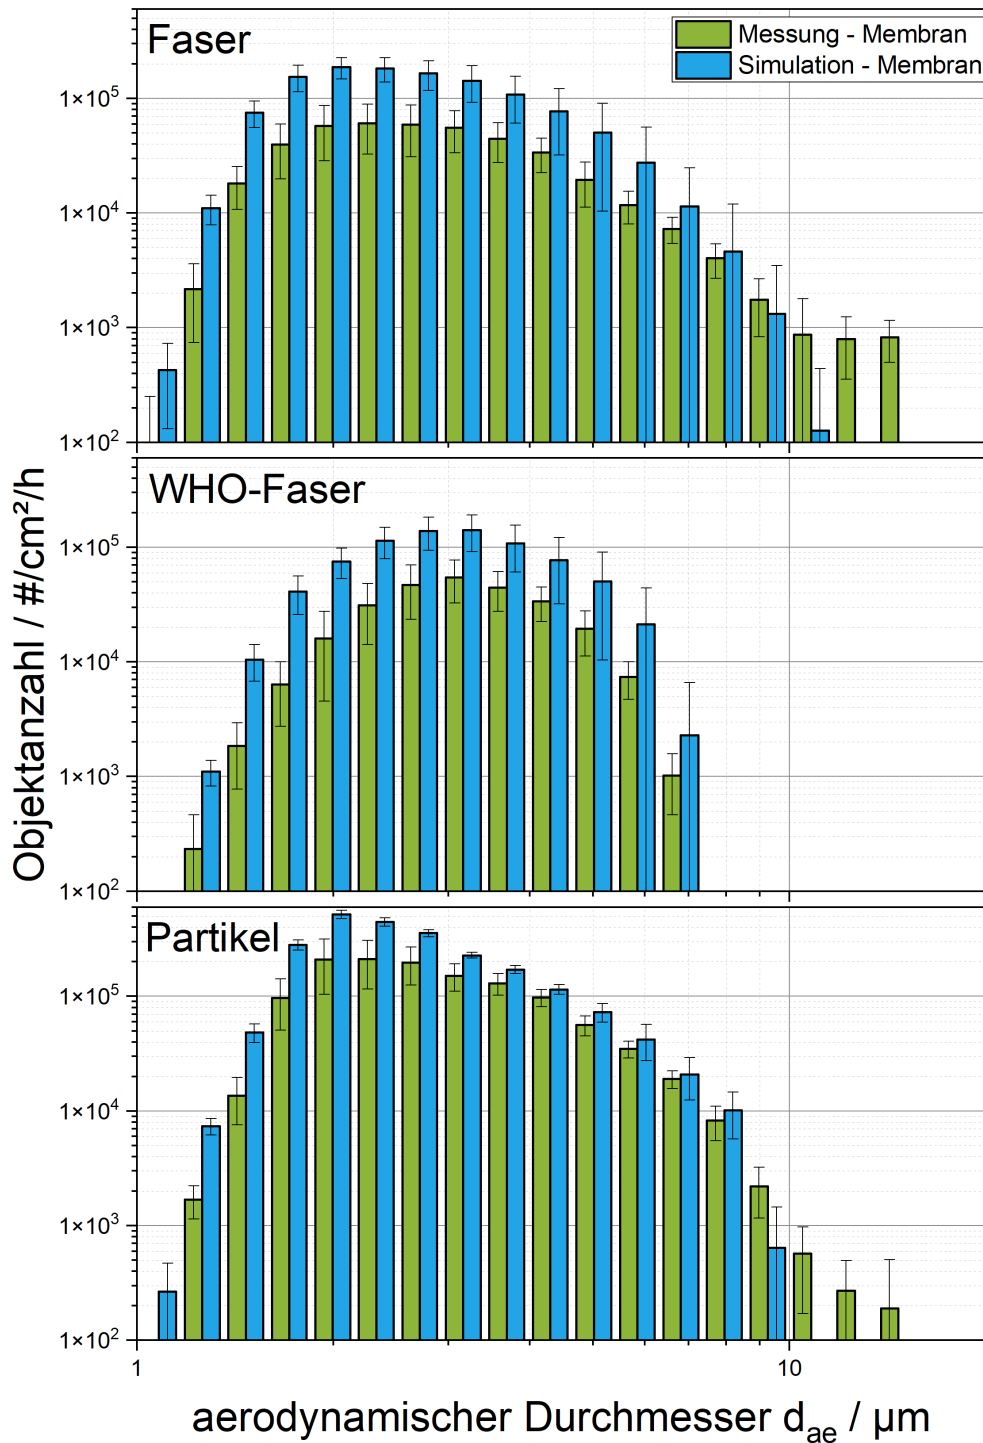 Faser
Messung - Membran
Simulation - Membran
1×10⁵
1×10⁴
1×10³
1×10²
WHO-Faser
1×10⁵
1×10⁴
1×10³
1×10²
Partikel
1×10⁵
1×10⁴
1×10³
1×10²
Objektanzahl / #/cm²/h
1
10
aerodynamischer Durchmesser dₐₑ / µm